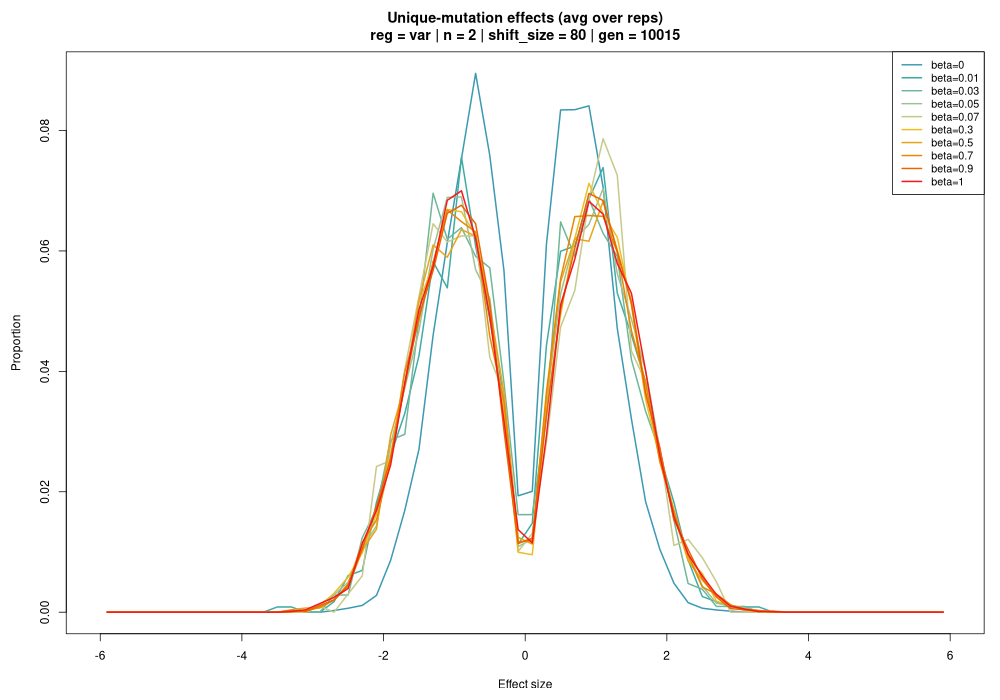 Unique-mutation effects (avg over reps)
reg = var | n = 2 | shift_size = 80 | gen = 10015
beta=0
beta=0.01
beta=0.03
beta=0.05
beta=0.07
beta=0.3
beta=0.5
beta=0.7
beta=0.9
beta=1
Proportion
0.08
0.06
0.04
0.02
0.00
-6
-4
-2
0
2
4
6
Effect size